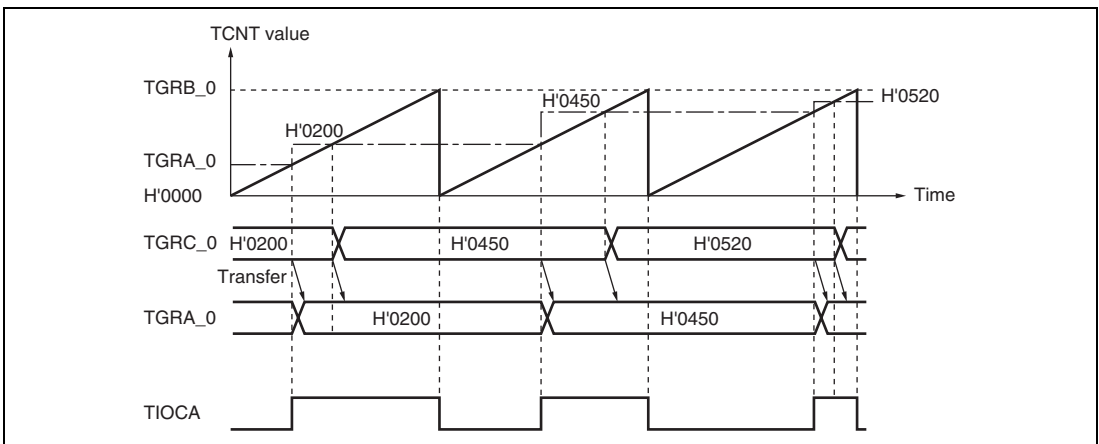 TCNT value
TGRB_0
H'0520
H'0450
H'0200
TGRA_0
H'0000
Time
TGRC_0 H'0200 H'0450 H'0520
Transfer
TGRA_0 H'0200 H'0450
TIOCA